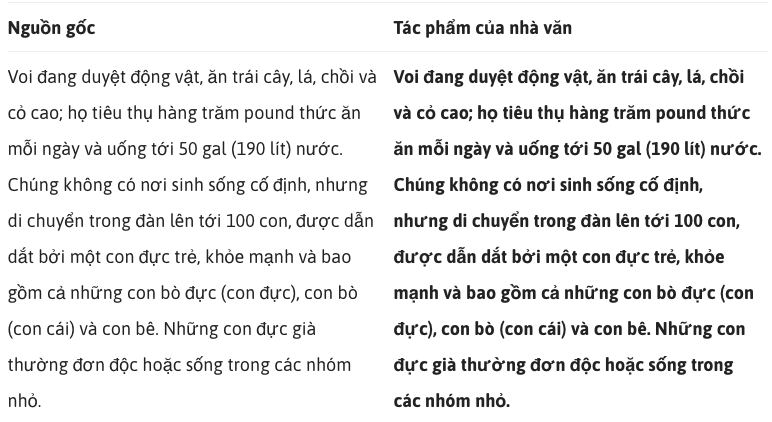 Nguồn gốc
Voi đang duyệt động vật, ăn trái cây, lá, chồi và
cỏ cao; họ tiêu thụ hàng trăm pound thức ăn
mỗi ngày và uống tới 50 gal (190 lít) nước.
Chúng không có nơi sinh sống cố định, nhưng
di chuyển trong đàn lên tới 100 con, được dẫn
dắt bởi một con đực trẻ, khỏe mạnh và bao
gồm cả những con bò đực (con đực), con bò
(con cái) và con bê. Những con đực già
thường đơn độc hoặc sống trong các nhóm
nhỏ.
Tác phẩm của nhà văn
Voi đang duyệt động vật, ăn trái cây, lá, chồi
và cỏ cao; họ tiêu thụ hàng trăm pound thức
ăn mỗi ngày và uống tới 50 gal (190 lít) nước.
Chúng không có nơi sinh sống cố định,
nhưng di chuyển trong đàn lên tới 100 con,
được dẫn dắt bởi một con đực trẻ, khỏe
mạnh và bao gồm cả những con bò đực (con
đực), con bò (con cái) và con bê. Những con
đực già thường đơn độc hoặc sống trong
các nhóm nhỏ.